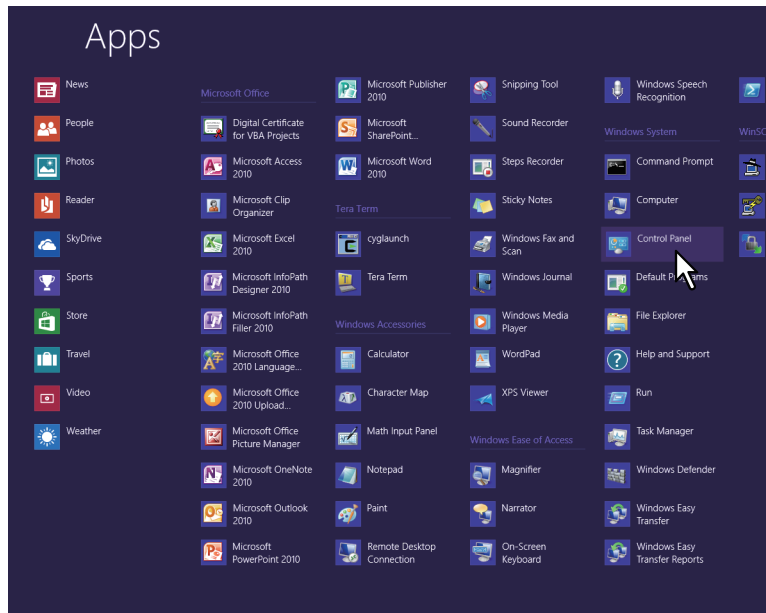 Apps
News
People
Photos
Reader
SkyDrive
Sports
Store
Travel
Video
Weather
Microsoft Office
Digital Certificate
for VBA Projects
Microsoft Access
2010
Microsoft Clip
Organizer
Microsoft Excel
2010
Microsoft InfoPath
Designer 2010
Microsoft InfoPath
Filler 2010
Microsoft Office
2010 Language...
Microsoft Office
2010 Upload...
Microsoft Office
Picture Manager
Microsoft OneNote
2010
Microsoft Outlook
2010
Microsoft
PowerPoint 2010
Microsoft Publisher
2010
Microsoft
SharePoint...
Microsoft Word
2010
Tera Term
cyglaunch
Tera Term
Windows Accessories
Calculator
Character Map
Math Input Panel
Notepad
Paint
Remote Desktop
Connection
Snipping Tool
Sound Recorder
Steps Recorder
Sticky Notes
Windows Fax and
Scan
Windows Journal
Windows Media
Player
WordPad
XPS Viewer
Windows Ease of Access
Magnifier
Narrator
On-Screen
Keyboard
Windows Speech
Recognition
Windows System
Command Prompt
Computer
Control Panel
Default
File Explorer
Help and Support
Run
Task Manager
Windows Defender
Windows Easy
Transfer
Windows Easy
Transfer Reports
WinSC